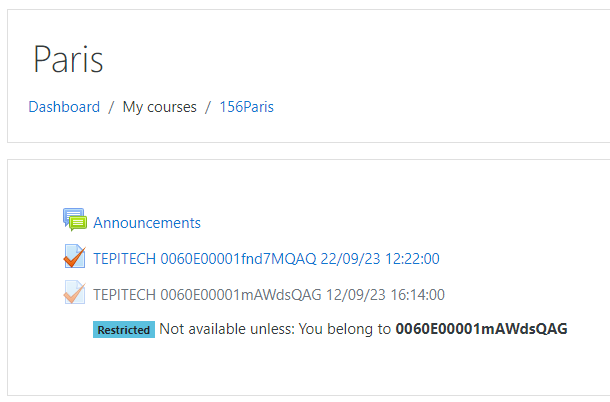 Paris
Dashboard / My courses / 156Paris
Announcements
TEPITECH 0060E00001fnd7MQAQ 22/09/23 12:22:00
TEPITECH 0060E00001mAWdsQAG 12/09/23 16:14:00
Restricted Not available unless: You belong to 0060E00001mAWdsQAG